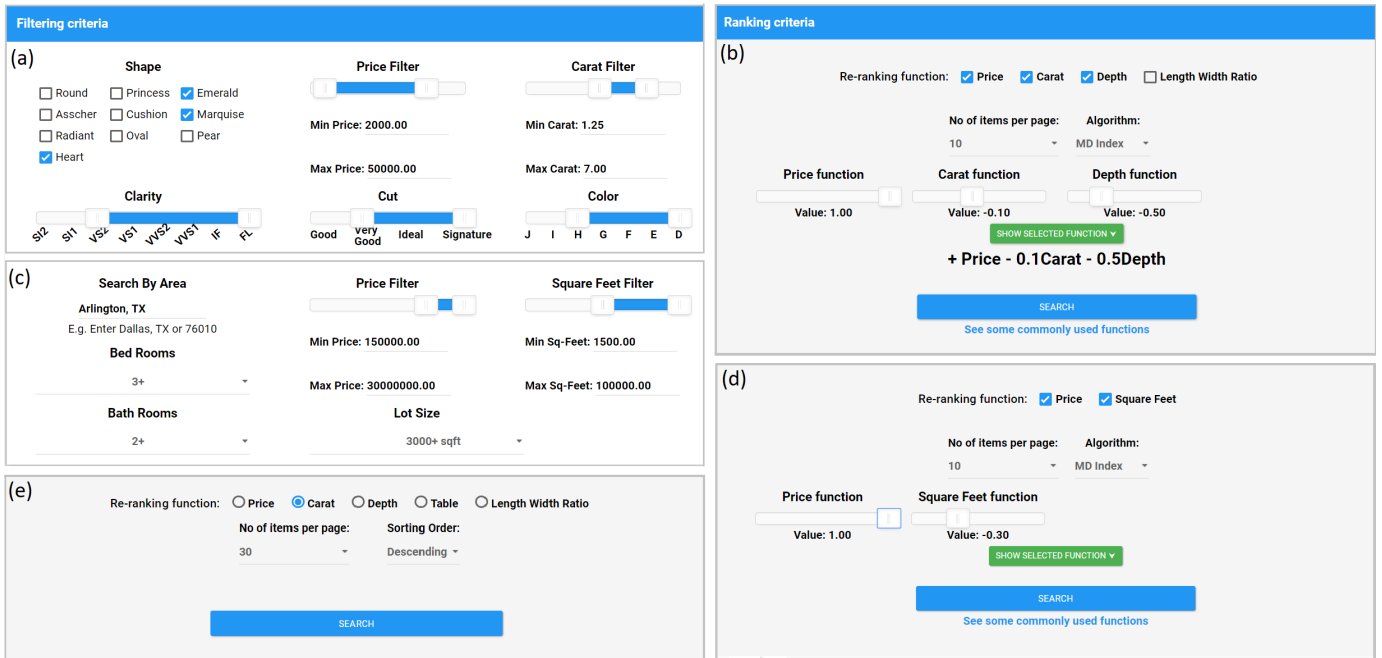 Filtering criteria
(a)
Shape
Round Princess Emerald
Asscher Cushion Marquise
Radiant Oval Pear
Heart
Price Filter
Min Price: 2000.00
Max Price: 50000.00
Carat Filter
Min Carat: 1.25
Max Carat: 7.00
Clarity
SI2 SI1 VS2 VS1 VVS2 VVS1 IF FL
Cut
Good Very Good Ideal Signature
Color
J I H G F E D
Ranking criteria
(b)
Re-ranking function: Price Carat Depth Length Width Ratio
No of items per page: Algorithm:
10 MD Index
Price function Carat function Depth function
Value: 1.00 Value: -0.10 Value: -0.50
SHOW SELECTED FUNCTION
+ Price - 0.1Carat - 0.5Depth
SEARCH
See some commonly used functions
(c)
Search By Area
Arlington, TX
E.g. Enter Dallas, TX or 76010
Bed Rooms
3+
Bath Rooms
2+
Price Filter
Min Price: 150000.00
Max Price: 30000000.00
Square Feet Filter
Min Sq-Feet: 1500.00
Max Sq-Feet: 100000.00
Lot Size
3000+ sqft
(d)
Re-ranking function: Price Square Feet
No of items per page: Algorithm:
10 MD Index
Price function Square Feet function
Value: 1.00 Value: -0.30
SHOW SELECTED FUNCTION
SEARCH
See some commonly used functions
(e)
Re-ranking function: Price Carat Depth Table Length Width Ratio
No of items per page: Sorting Order:
30 Descending
SEARCH